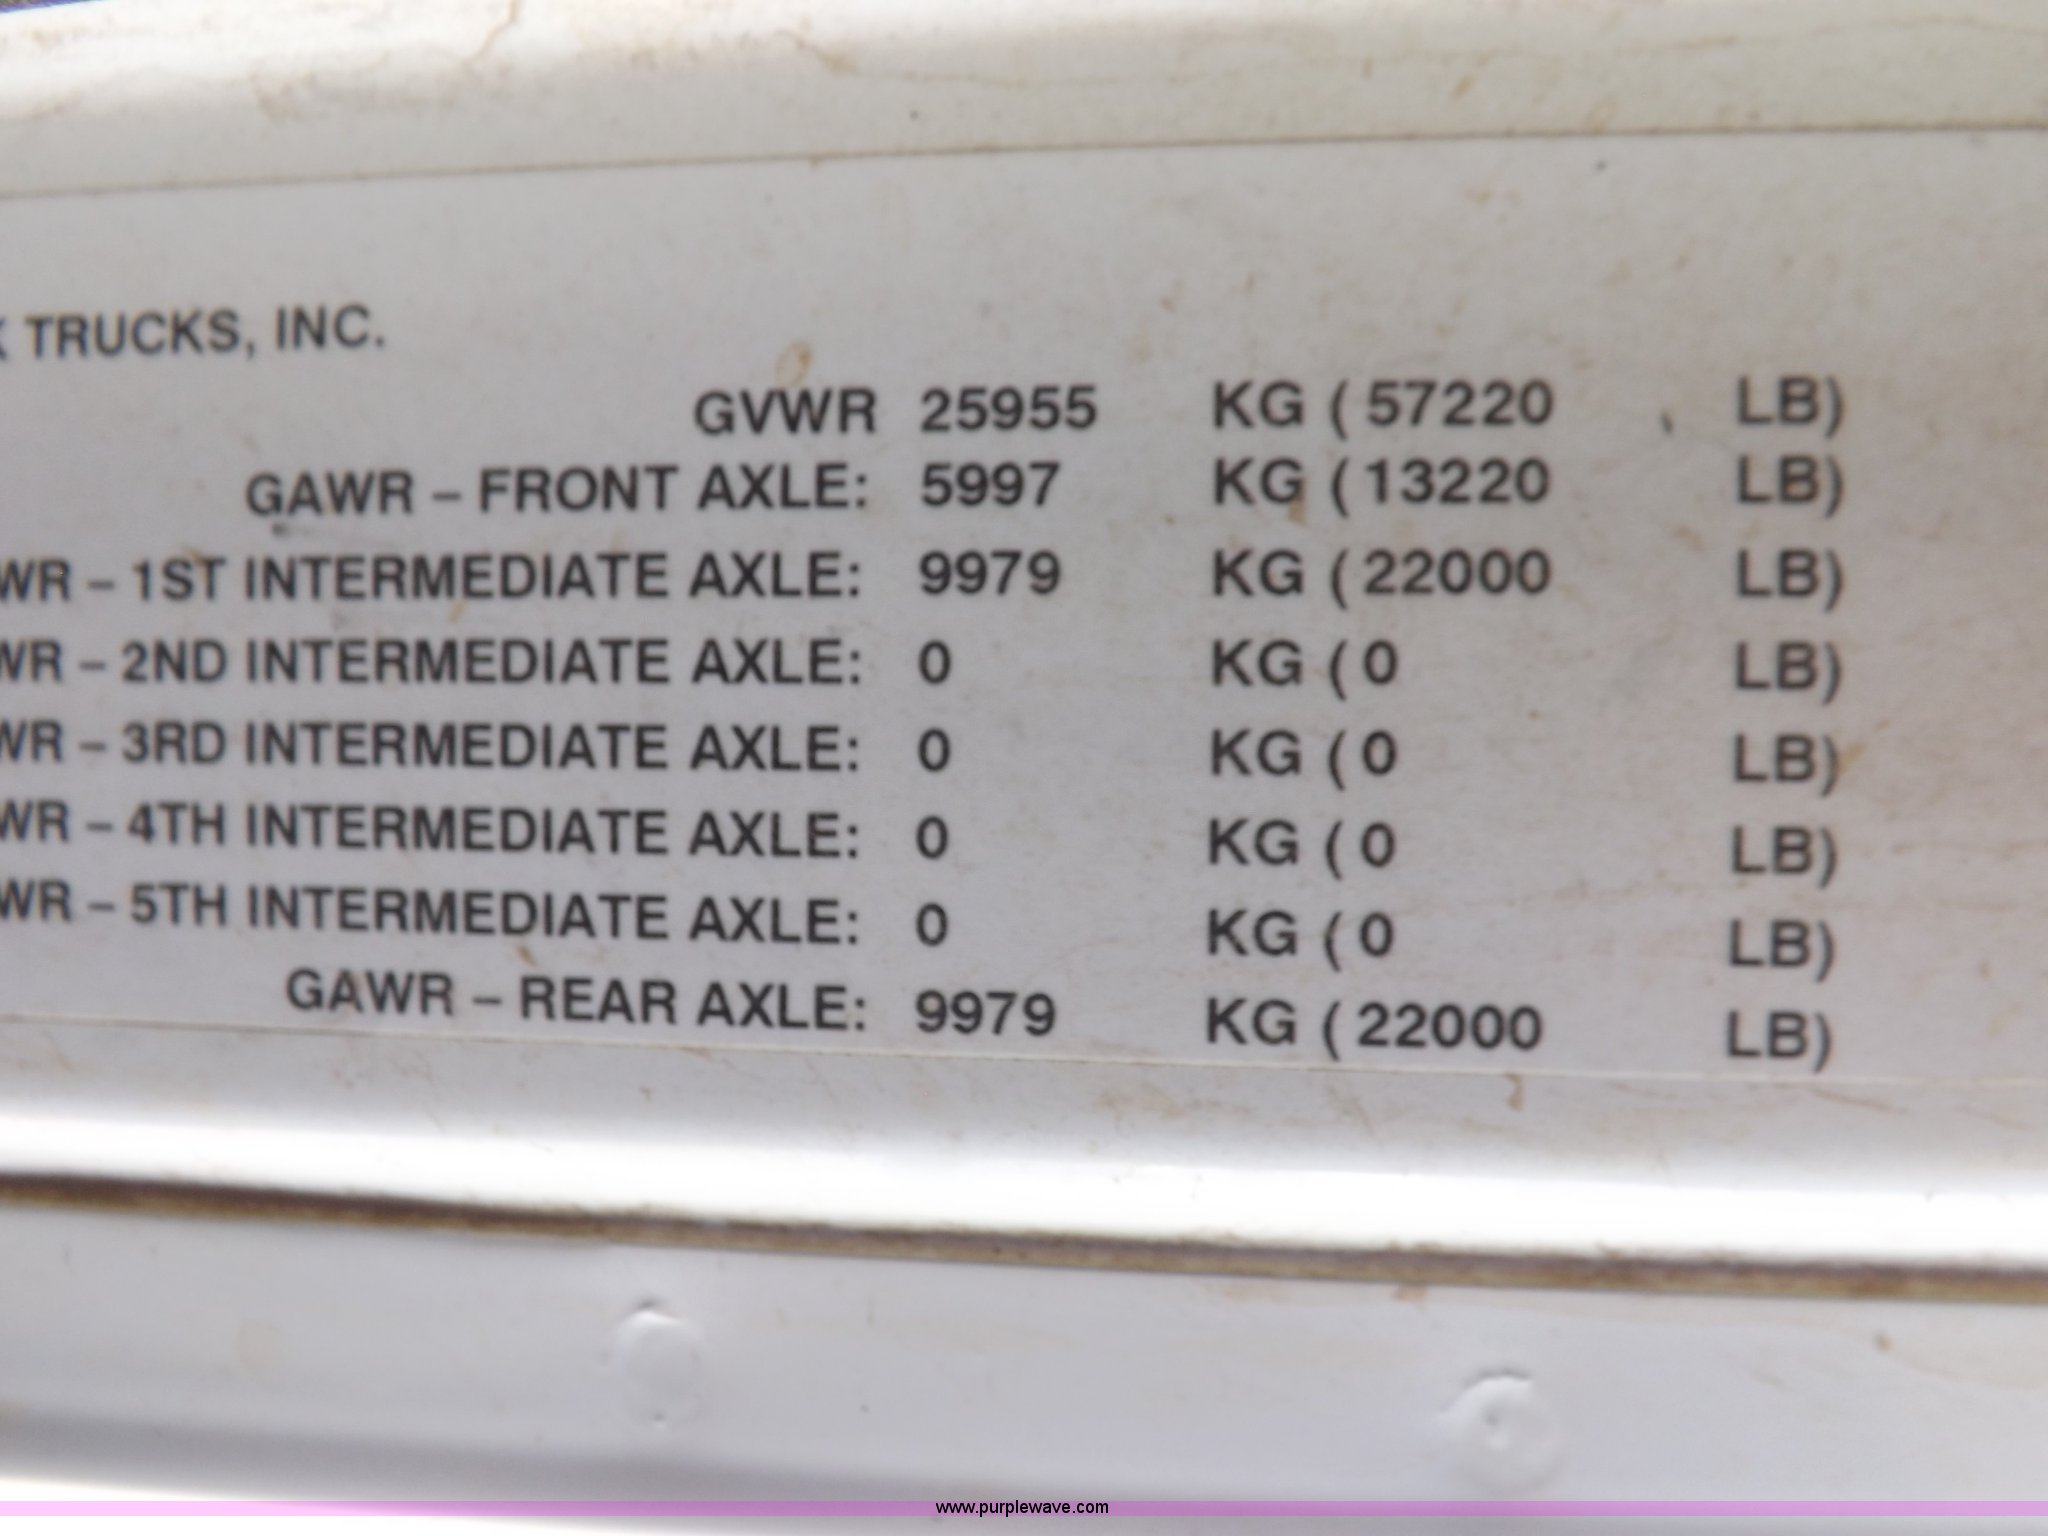 K TRUCKS, INC.
GVWR 25955 KG ( 57220 LB)
GAWR – FRONT AXLE: 5997 KG ( 13220 LB)
WR – 1ST INTERMEDIATE AXLE: 9979 KG ( 22000 LB)
WR – 2ND INTERMEDIATE AXLE: 0 KG ( 0 LB)
WR – 3RD INTERMEDIATE AXLE: 0 KG ( 0 LB)
WR – 4TH INTERMEDIATE AXLE: 0 KG ( 0 LB)
WR – 5TH INTERMEDIATE AXLE: 0 KG ( 0 LB)
GAWR – REAR AXLE: 9979 KG ( 22000 LB)
www.purplewave.com